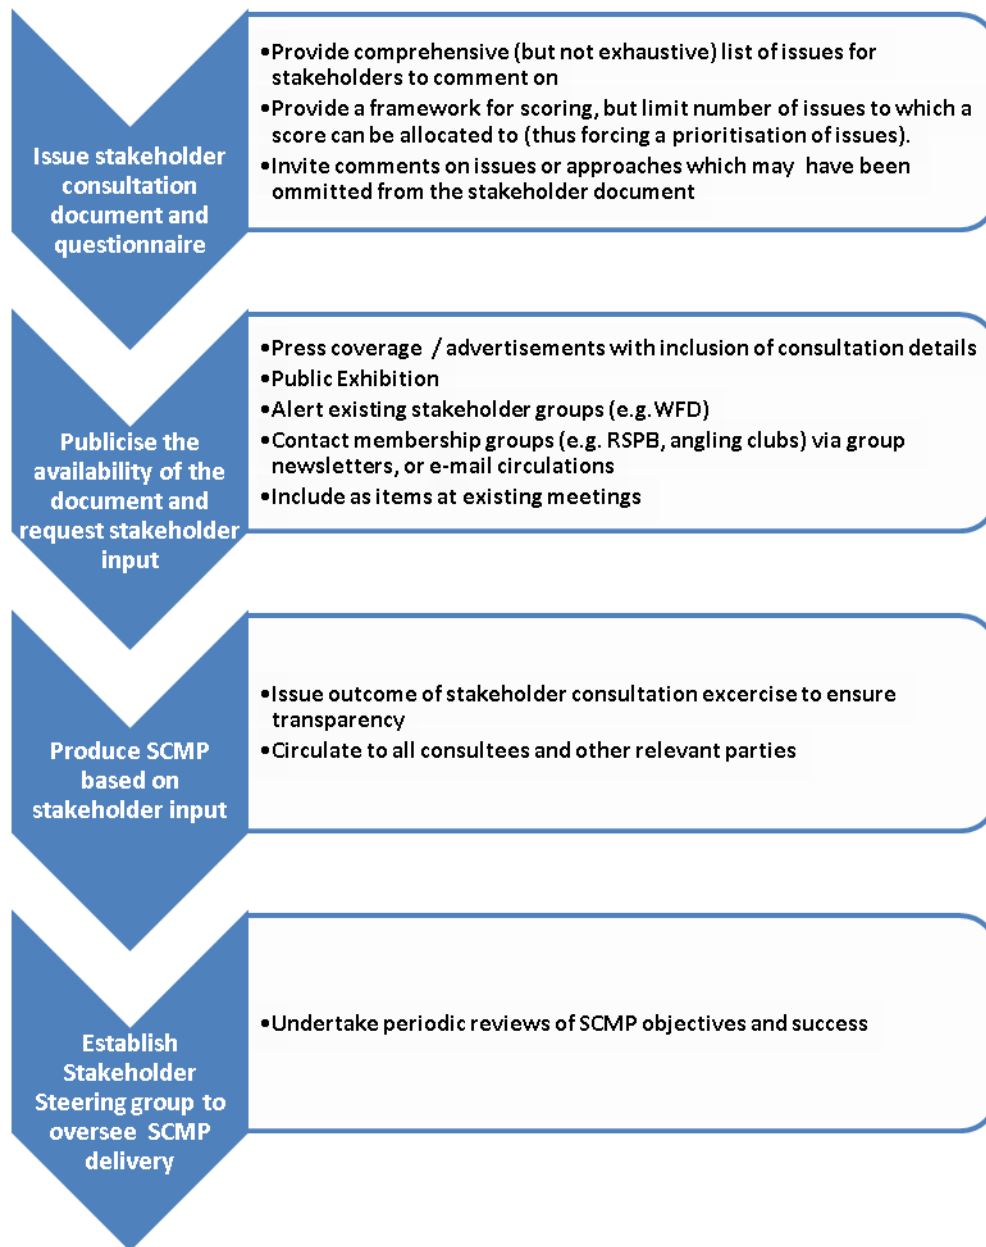 Issue stakeholder
consultation
document and
questionnaire
•Provide comprehensive (but not exhaustive) list of issues for
stakeholders to comment on
•Provide a framework for scoring, but limit number of issues to which a
score can be allocated to (thus forcing a prioritisation of issues).
•Invite comments on issues or approaches which may have been
ommitted from the stakeholder document
Publicise the
availability of the
document and
request stakeholder
input
•Press coverage / advertisements with inclusion of consultation details
•Public Exhibition
•Alert existing stakeholder groups (e.g. WFD)
•Contact membership groups (e.g. RSPB, angling clubs) via group
newsletters, or e-mail circulations
•Include as items at existing meetings
Produce SCMP
based on
stakeholder input
•Issue outcome of stakeholder consultation excercise to ensure
transparency
•Circulate to all consultees and other relevant parties
Establish
Stakeholder
Steering group to
oversee SCMP
delivery
•Undertake periodic reviews of SCMP objectives and success